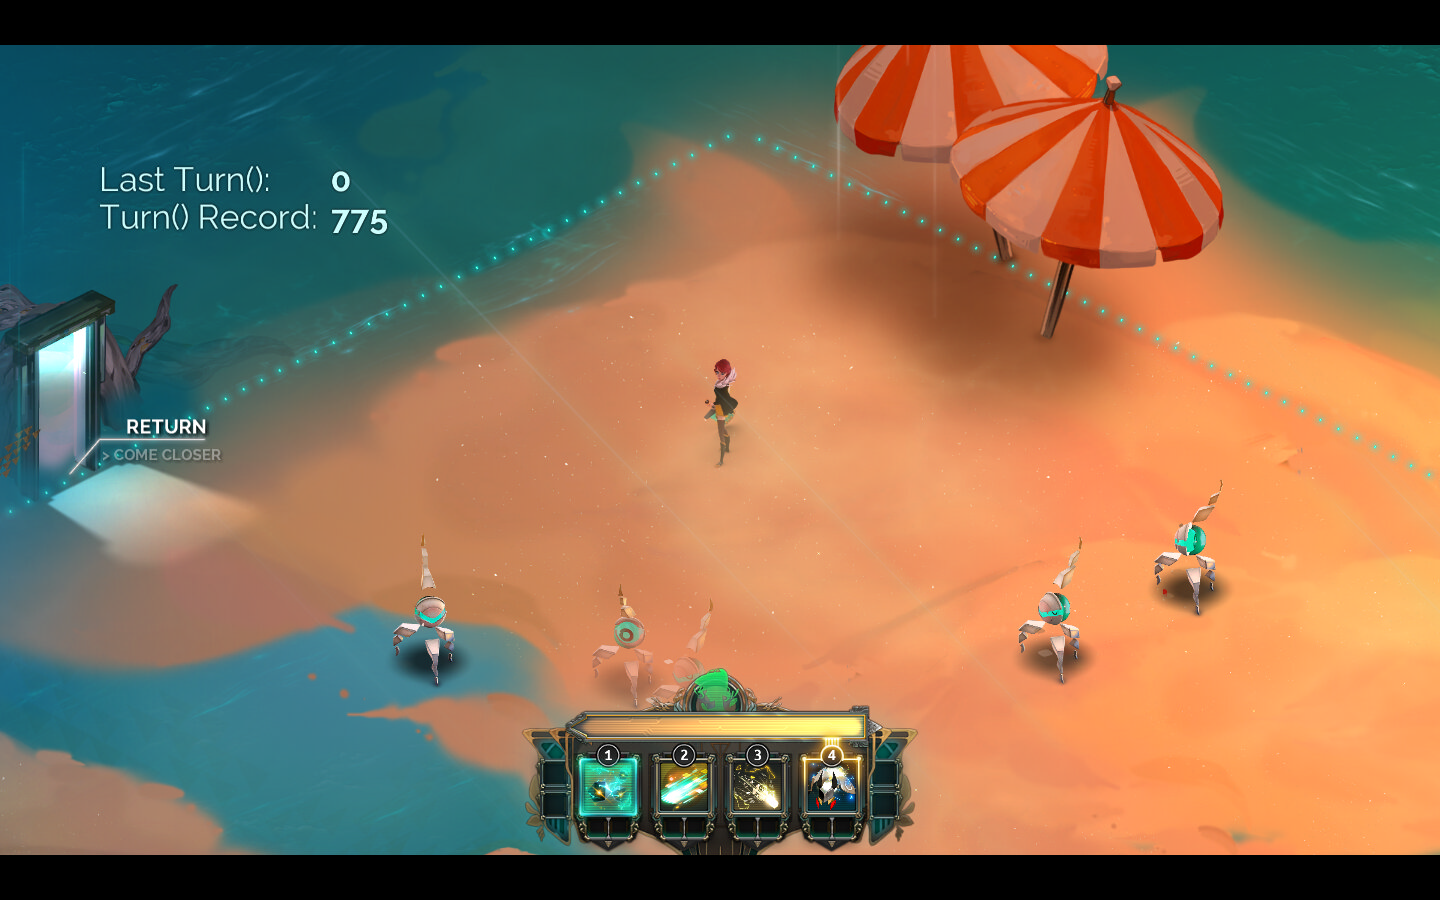 Last Turn(): 0
Turn() Record: 775
RETURN
> COME CLOSER
1 2 3 4